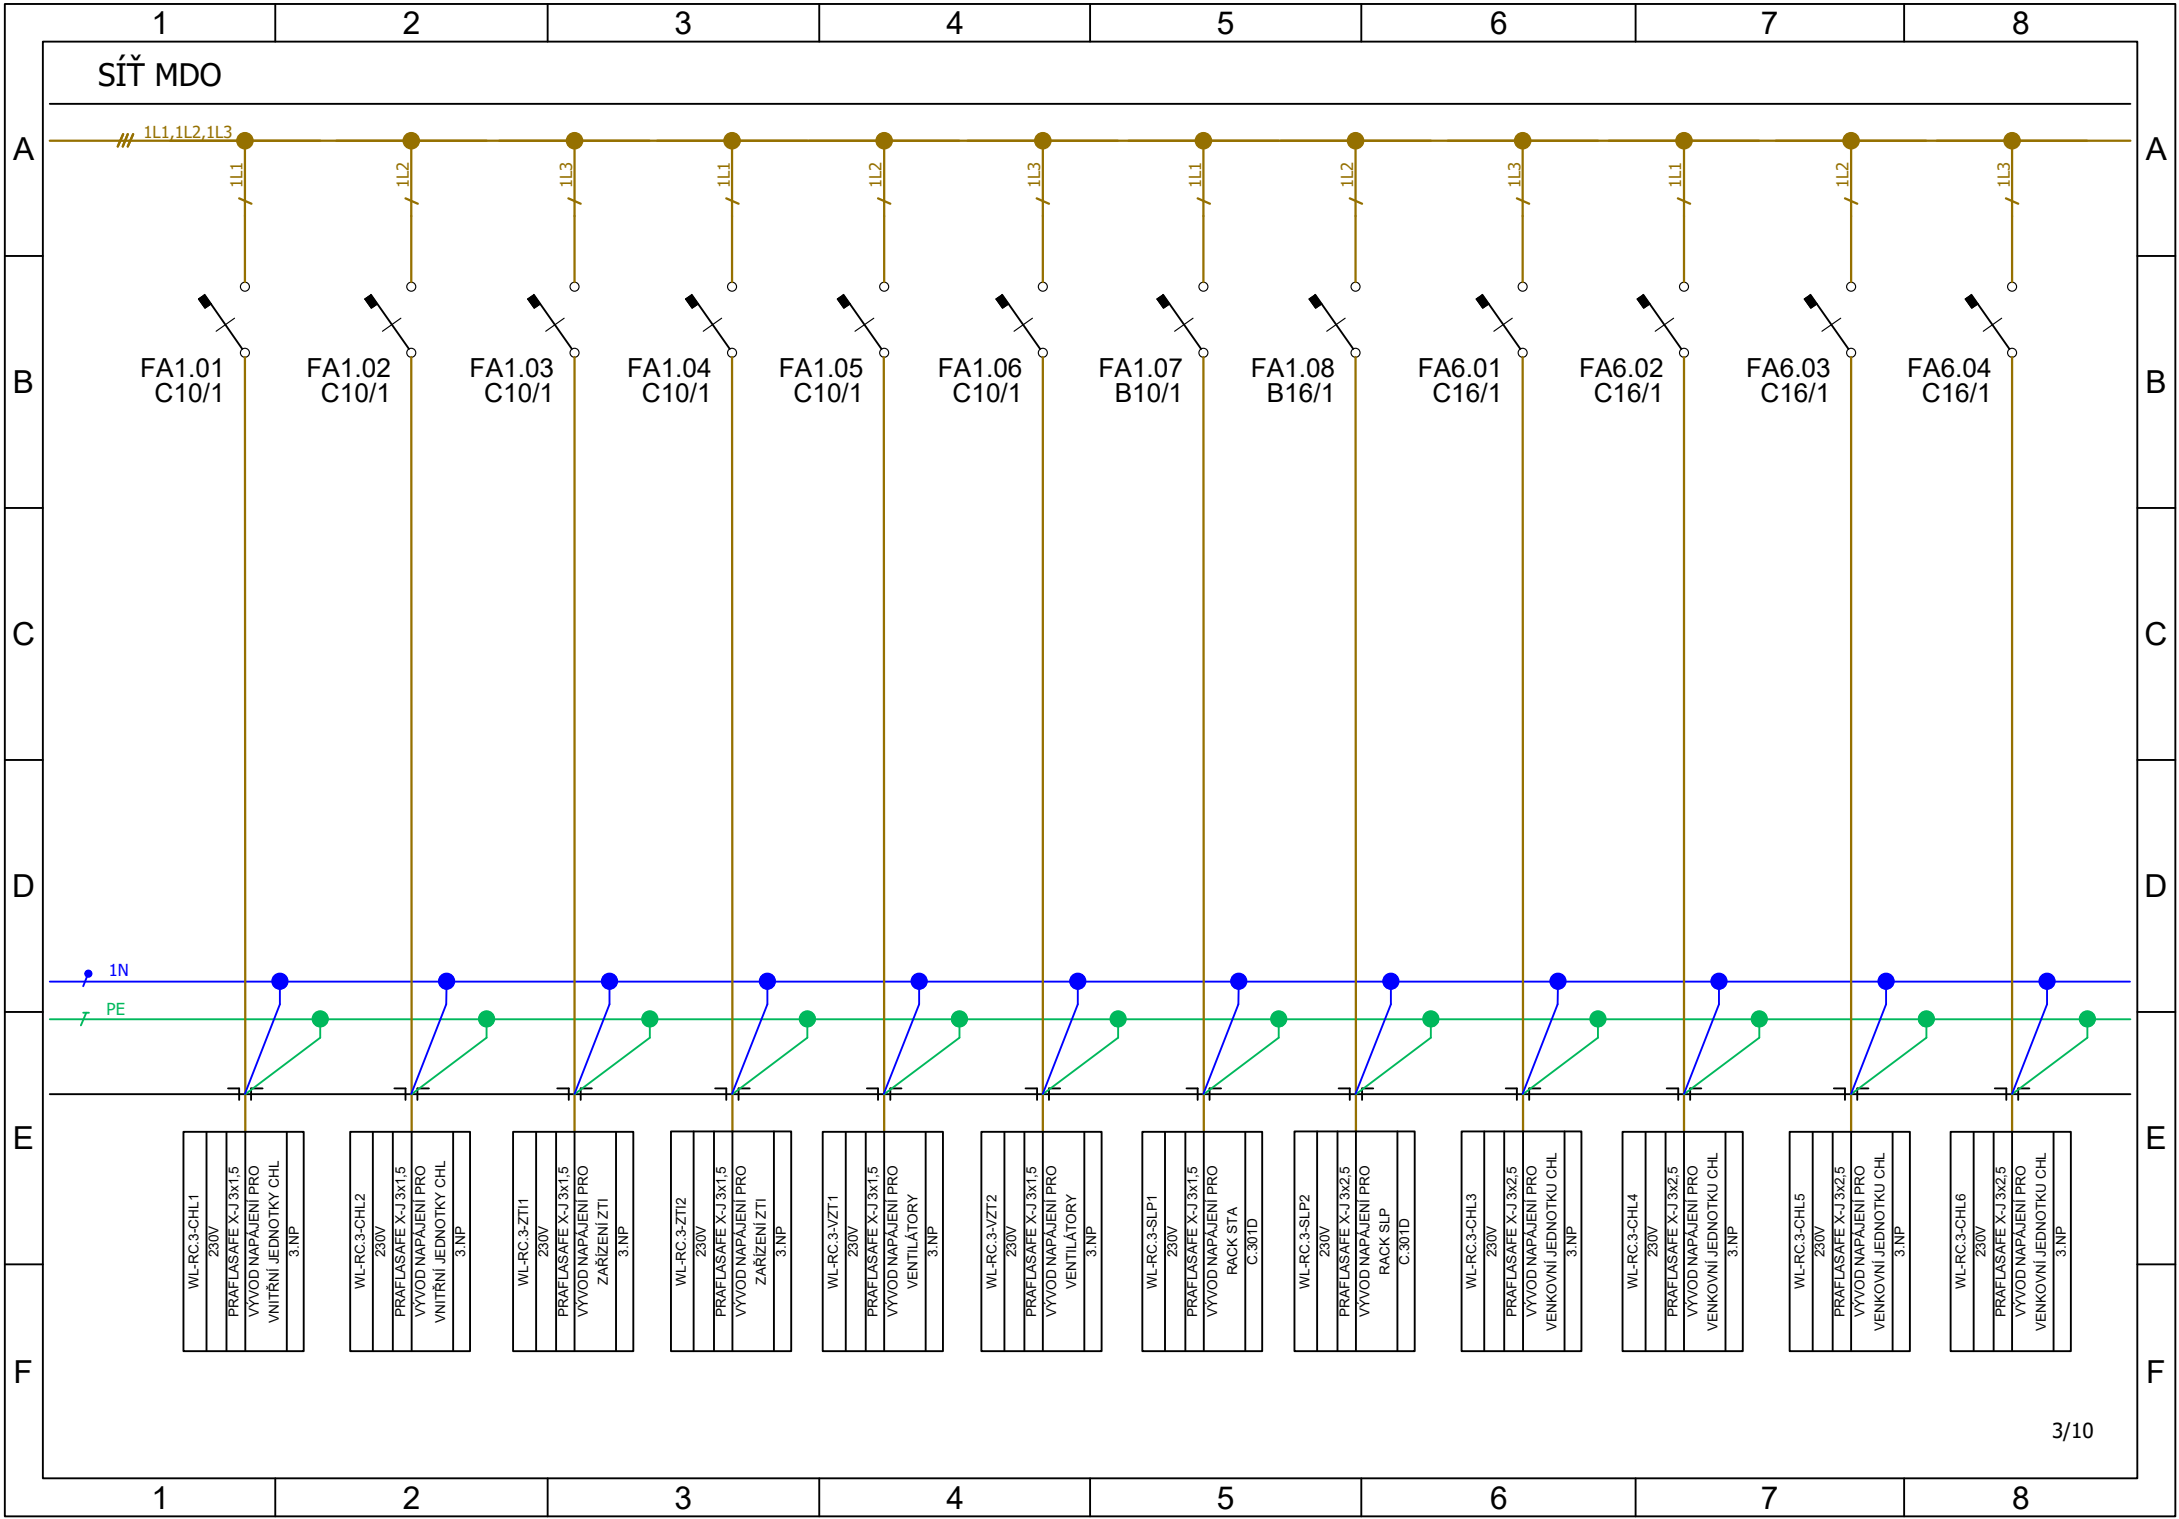 1 2 3 4 5 6 7 8
SÍŤ MDO
A A
1L1,1L2,1L3
1L1 1L2 1L3 1L1 1L2 1L3 1L1 1L2 1L3 1L1 1L2 1L3
FA1.01
C10/1
FA1.02
C10/1
FA1.03
C10/1
FA1.04
C10/1
FA1.05
C10/1
FA1.06
C10/1
FA1.07
B10/1
FA1.08
B16/1
FA6.01
C16/1
FA6.02
C16/1
FA6.03
C16/1
FA6.04
C16/1
B B
C C
D D
1N
PE
E E
WL-RC.3-CHL1
230V
PRAFLASAFE X-J 3x1,5
VÝVOD NAPÁJENÍ PRO
VNITŘNÍ JEDNOTKY CHL
3.NP
WL-RC.3-CHL2
230V
PRAFLASAFE X-J 3x1,5
VÝVOD NAPÁJENÍ PRO
VNITŘNÍ JEDNOTKY CHL
3.NP
WL-RC.3-ZTI1
230V
PRAFLASAFE X-J 3x1,5
VÝVOD NAPÁJENÍ PRO
ZAŘÍZENÍ ZTI
3.NP
WL-RC.3-ZTI2
230V
PRAFLASAFE X-J 3x1,5
VÝVOD NAPÁJENÍ PRO
ZAŘÍZENÍ ZTI
3.NP
WL-RC.3-VZT1
230V
PRAFLASAFE X-J 3x1,5
VÝVOD NAPÁJENÍ PRO
VENTILÁTORY
3.NP
WL-RC.3-VZT2
230V
PRAFLASAFE X-J 3x1,5
VÝVOD NAPÁJENÍ PRO
VENTILÁTORY
3.NP
WL-RC.3-SLP1
230V
PRAFLASAFE X-J 3x1,5
VÝVOD NAPÁJENÍ PRO
RACK STA
C.301D
WL-RC.3-SLP2
230V
PRAFLASAFE X-J 3x2,5
VÝVOD NAPÁJENÍ PRO
RACK SLP
C.301D
WL-RC.3-CHL3
230V
PRAFLASAFE X-J 3x2,5
VÝVOD NAPÁJENÍ PRO
VENKOVNÍ JEDNOTKU CHL
3.NP
WL-RC.3-CHL4
230V
PRAFLASAFE X-J 3x2,5
VÝVOD NAPÁJENÍ PRO
VENKOVNÍ JEDNOTKU CHL
3.NP
WL-RC.3-CHL5
230V
PRAFLASAFE X-J 3x2,5
VÝVOD NAPÁJENÍ PRO
VENKOVNÍ JEDNOTKU CHL
3.NP
WL-RC.3-CHL6
230V
PRAFLASAFE X-J 3x2,5
VÝVOD NAPÁJENÍ PRO
VENKOVNÍ JEDNOTKU CHL
3.NP
F F
3/10
1 2 3 4 5 6 7 8